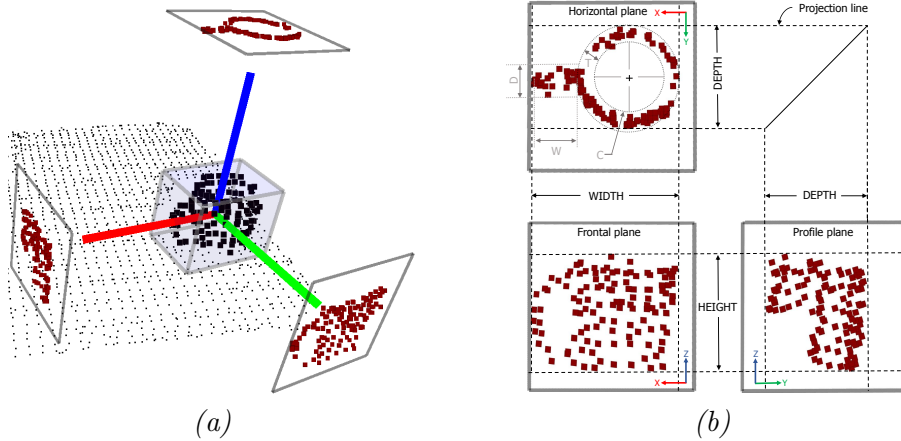 Horizontal plane
X
Y
Projection line
T
D
W
C
DEPTH
WIDTH
DEPTH
Frontal plane
Profile plane
HEIGHT
Z
X
Z
Y
(a)
(b)